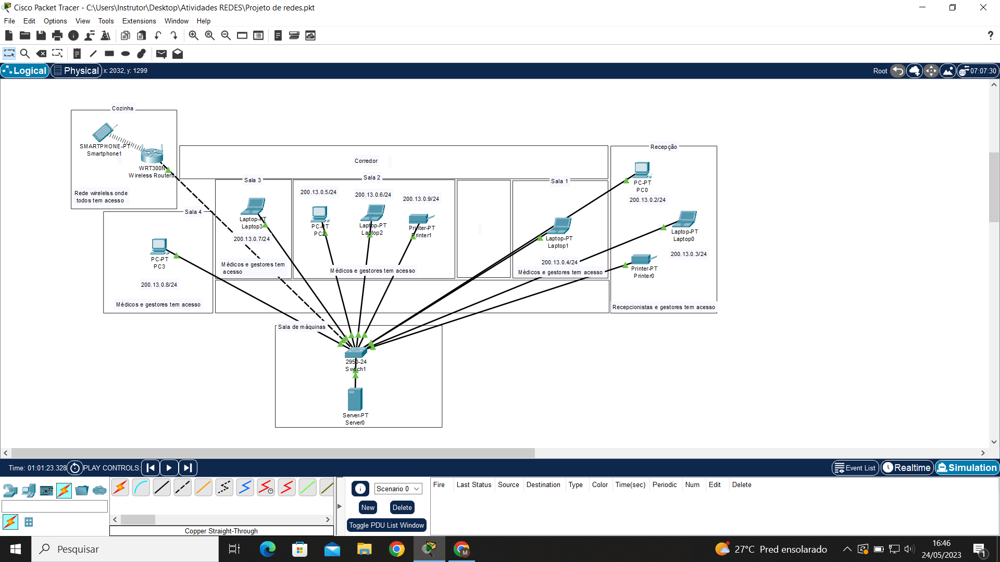 Cisco Packet Tracer - C:\Users\Instrutor\Desktop\Atividades REDES\Projeto de redes.pkt
File Edit Options View Tools Extensions Window Help
?
Logical Physical x: 2032, y: 1299 Root 07:07:30
Cozinha
SMARTPHONE-PT
Smartphone1
WRT300N
Wireless Router0
Rede wirelelss onde
todos tem acesso
Corredor
Recepção
PC-PT
PC0
200.13.0.2/24
Laptop-PT
Laptop0
200.13.0.3/24
Printer-PT
Printer0
Recepcionistas e gestores tem acesso
Sala 3
Laptop-PT
Laptop3
200.13.0.7/24
Médicos e gestores tem
acesso
Sala 2
200.13.0.5/24
200.13.0.6/24
200.13.0.9/24
PC-PT
PC2
Laptop-PT
Laptop2
Printer-PT
Printer1
Médicos e gestores tem acesso
Sala 1
Laptop-PT
Laptop1
200.13.0.4/24
Médicos e gestores tem acesso
Sala 4
PC-PT
PC3
200.13.0.8/24
Médicos e gestores tem acesso
Sala de máquinas
2950-24
Switch1
Server-PT
Server0
Time: 01:01:23.328 PLAY CONTROLS: Event List Realtime Simulation
Scenario 0
New Delete
Toggle PDU List Window
Fire Last Status Source Destination Type Color Time(sec) Periodic Num Edit Delete
Copper Straight-Through
Pesquisar
M
27°C Pred ensolarado
16:46
24/05/2023
1